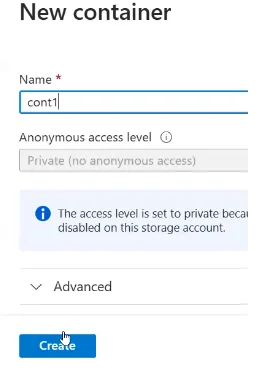 New container
Name *
cont1
Anonymous access level
Private (no anonymous access)
The access level is set to private becau
disabled on this storage account.
Advanced
Create